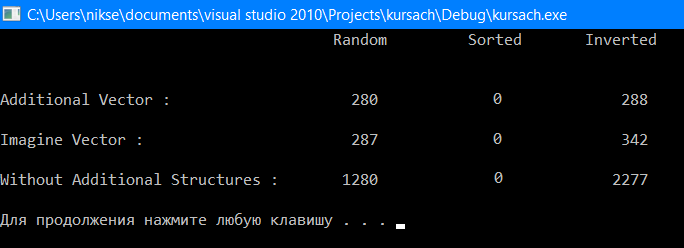 C:\Users\nikse\documents\visual studio 2010\Projects\kursach\Debug\kursach.exe
Random Sorted Inverted
Additional Vector : 280 0 288
Imagine Vector : 287 0 342
Without Additional Structures : 1280 0 2277
Для продолжения нажмите любую клавишу . . .